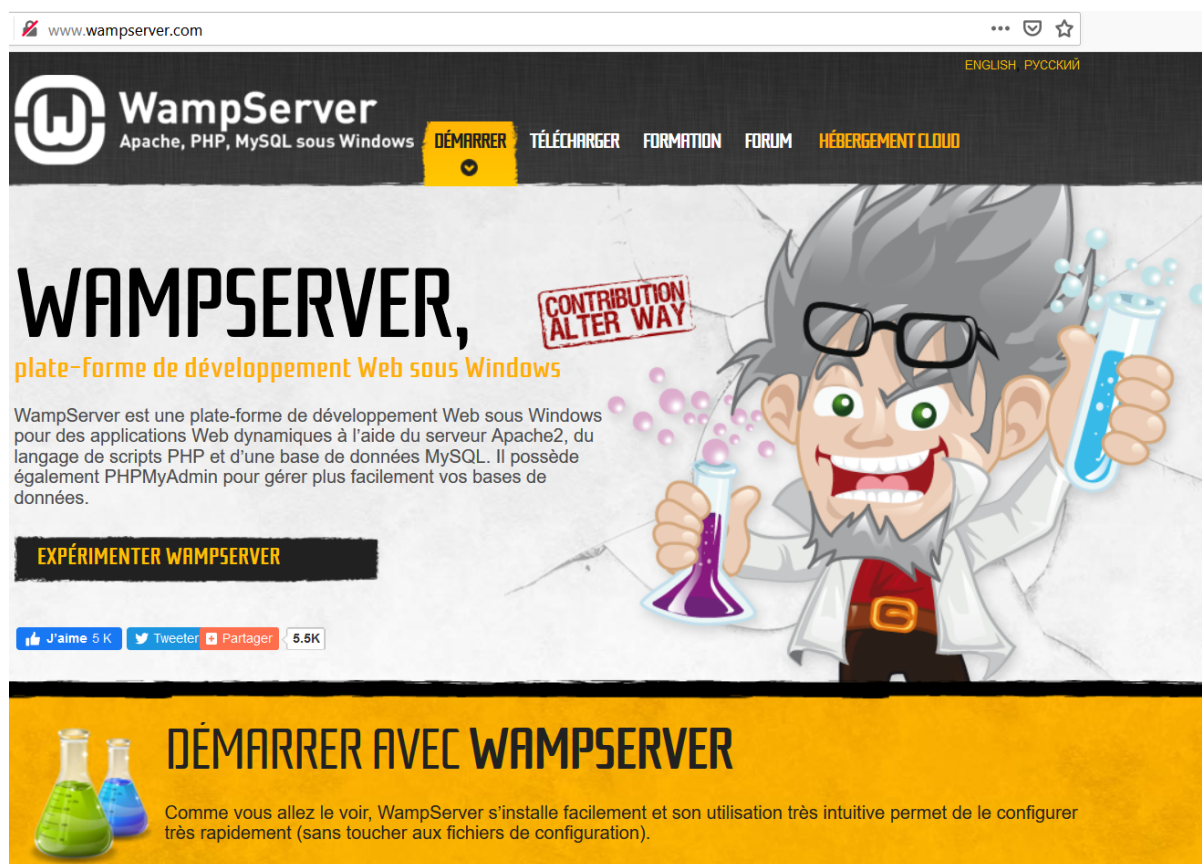 www.wampserver.com
ENGLISH РУССКИЙ
WampServer
Apache, PHP, MySQL sous Windows
DÉMARRER TÉLÉCHARGER FORMATION FORUM HÉBERGEMENT CLOUD
WAMPSERVER,
CONTRIBUTION
ALTER WAY
plate-forme de développement Web sous Windows
WampServer est une plate-forme de développement Web sous Windows
pour des applications Web dynamiques à l'aide du serveur Apache2, du
langage de scripts PHP et d'une base de données MySQL. Il possède
également PHPMyAdmin pour gérer plus facilement vos bases de
données.
EXPÉRIMENTER WAMPSERVER
J'aime 5 K Tweeter Partager 5.5K
DÉMARRER AVEC WAMPSERVER
Comme vous allez le voir, WampServer s'installe facilement et son utilisation très intuitive permet de le configurer
très rapidement (sans toucher aux fichiers de configuration).